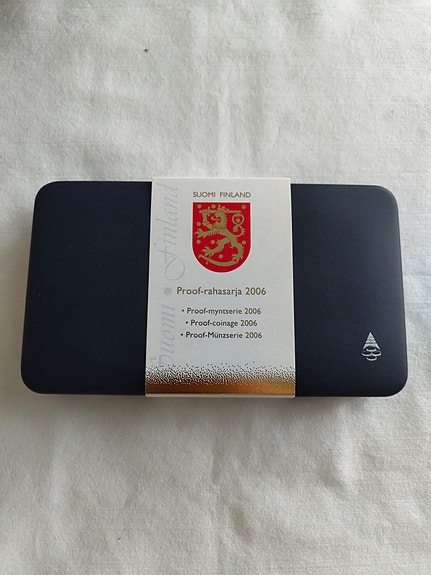 SUOMI FINLAND
Proof-rahasarja 2006
• Proof-myntserie 2006
• Proof-coinage 2006
• Proof-Münzserie 2006
Suomi • Finland